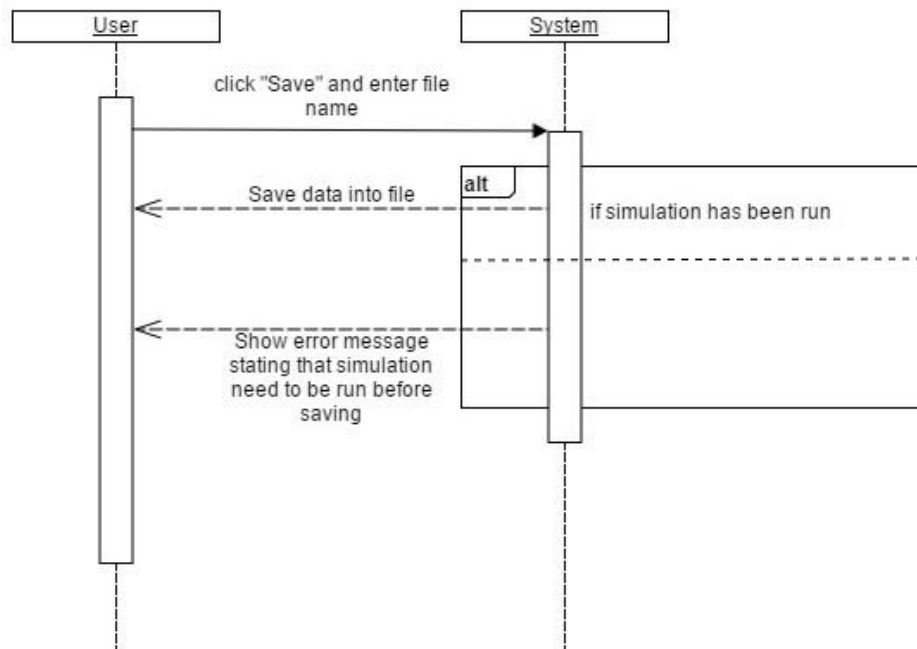 User
System
click "Save" and enter file
name
alt
Save data into file
if simulation has been run
Show error message
stating that simulation
need to be run before
saving